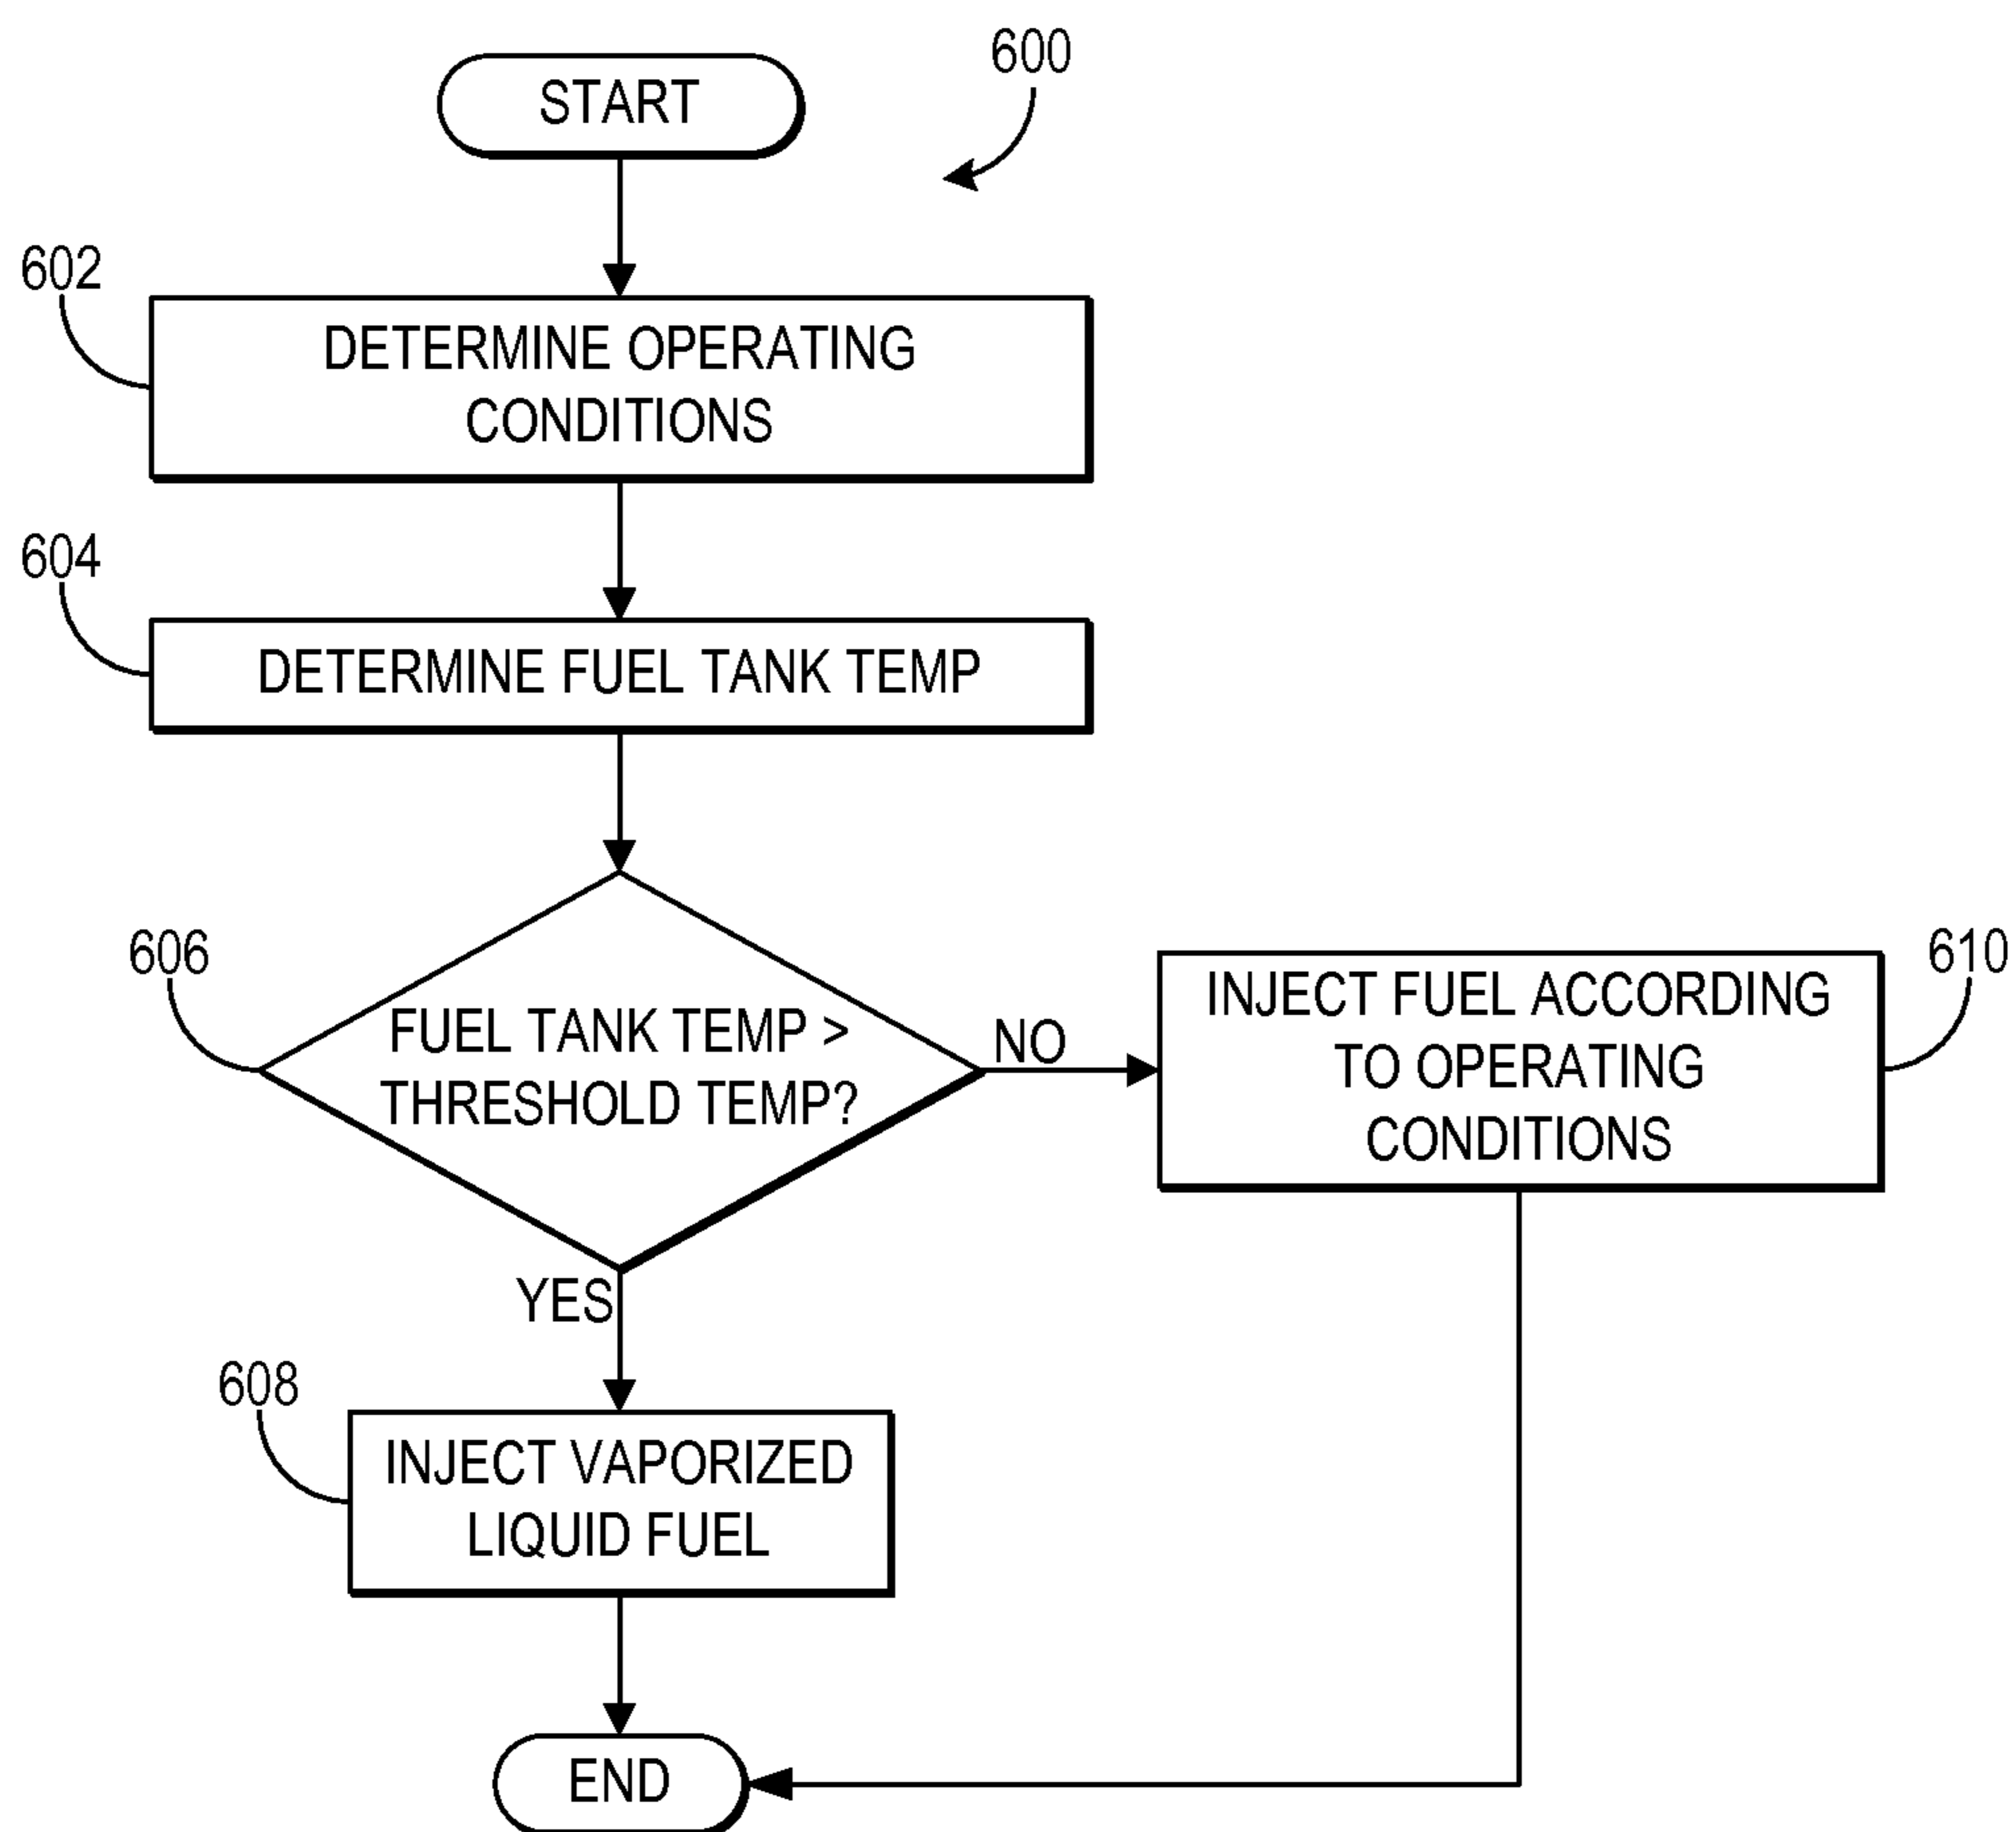 START
600
602
DETERMINE OPERATING
CONDITIONS
604
DETERMINE FUEL TANK TEMP
606
FUEL TANK TEMP >
THRESHOLD TEMP?
NO
610
INJECT FUEL ACCORDING
TO OPERATING
CONDITIONS
YES
608
INJECT VAPORIZED
LIQUID FUEL
END